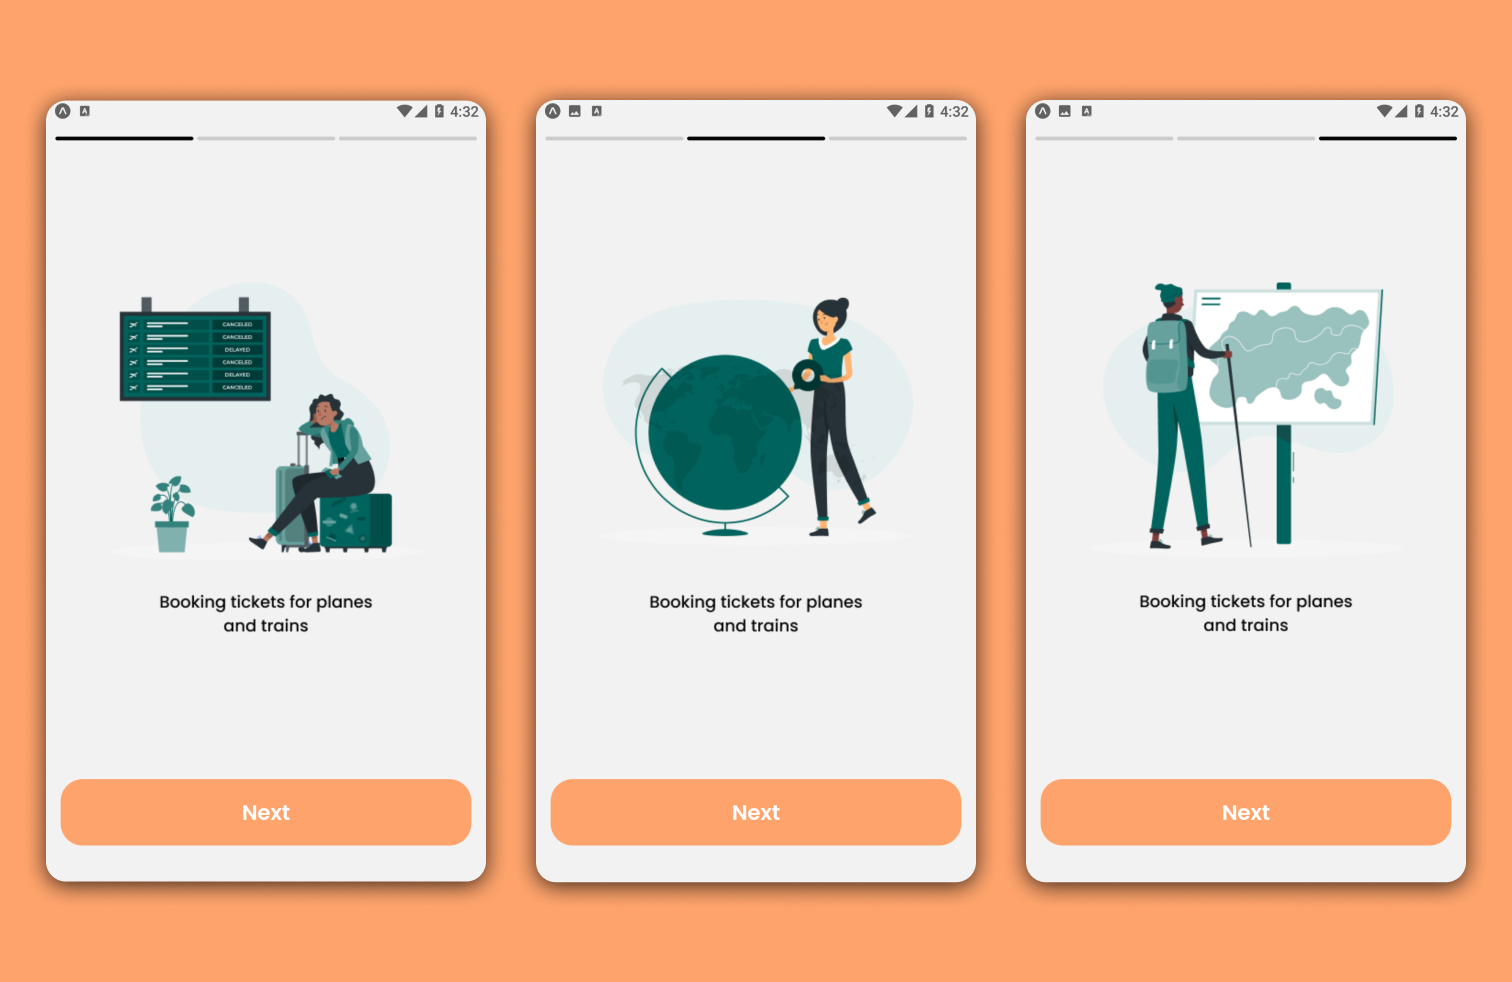 4:32
CANCELED
CANCELED
DELAYED
CANCELED
DELAYED
CANCELED
Booking tickets for planes
and trains
Next
A
4:32
Booking tickets for planes
and trains
Next
A
4:32
Booking tickets for planes
and trains
Next